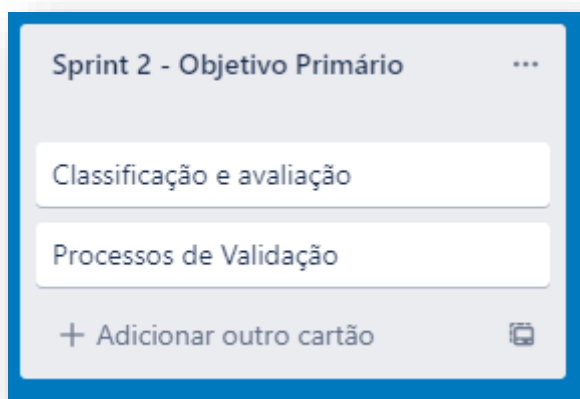 Sprint 2 - Objetivo Primário
Classificação e avaliação
Processos de Validação
+ Adicionar outro cartão